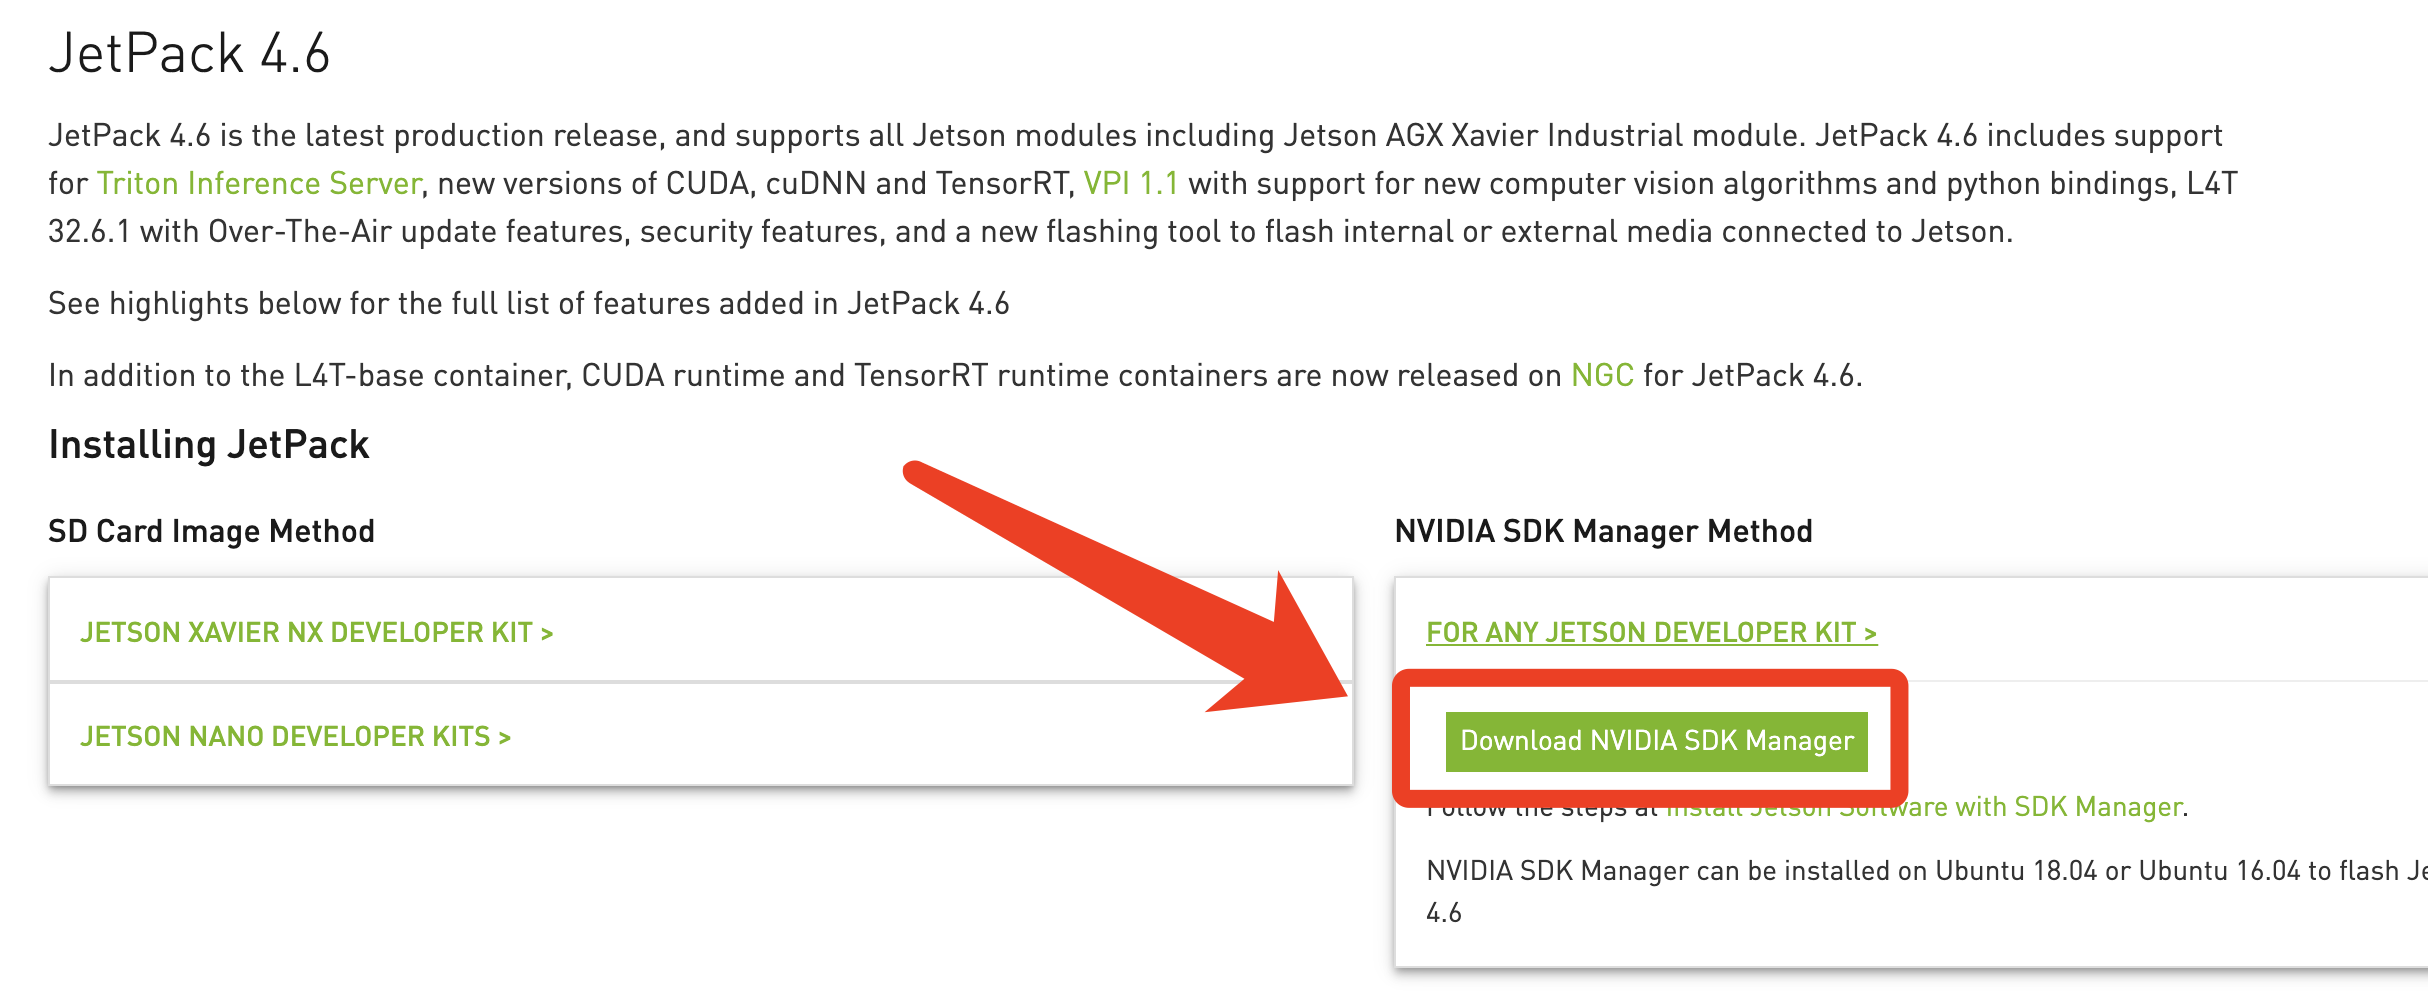 JetPack 4.6
JetPack 4.6 is the latest production release, and supports all Jetson modules including Jetson AGX Xavier Industrial module. JetPack 4.6 includes support
for Triton Inference Server, new versions of CUDA, cuDNN and TensorRT, VPI 1.1 with support for new computer vision algorithms and python bindings, L4T
32.6.1 with Over-The-Air update features, security features, and a new flashing tool to flash internal or external media connected to Jetson.
See highlights below for the full list of features added in JetPack 4.6
In addition to the L4T-base container, CUDA runtime and TensorRT runtime containers are now released on NGC for JetPack 4.6.
Installing JetPack
SD Card Image Method
JETSON XAVIER NX DEVELOPER KIT >
JETSON NANO DEVELOPER KITS >
NVIDIA SDK Manager Method
FOR ANY JETSON DEVELOPER KIT >
Download NVIDIA SDK Manager
Follow the steps at Install Jetson Software with SDK Manager.
NVIDIA SDK Manager can be installed on Ubuntu 18.04 or Ubuntu 16.04 to flash Je
4.6